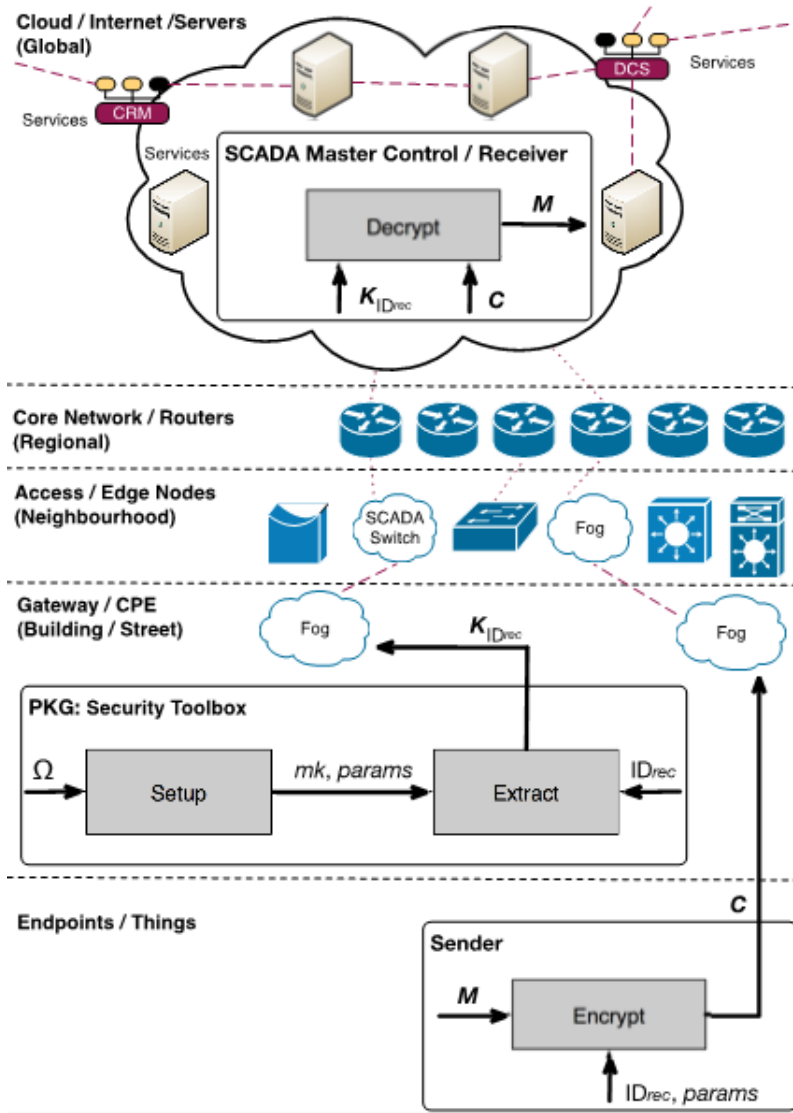 Cloud / Internet /Servers
(Global)
Services
CRM
DCS
Services
Services
SCADA Master Control / Receiver
Decrypt
M
KIDrec
C
Core Network / Routers
(Regional)
Access / Edge Nodes
(Neighbourhood)
SCADA
Switch
Fog
Gateway / CPE
(Building / Street)
Fog
KIDrec
Fog
PKG: Security Toolbox
Ω
Setup
mk, params
Extract
IDrec
Endpoints / Things
C
Sender
M
Encrypt
IDrec, params